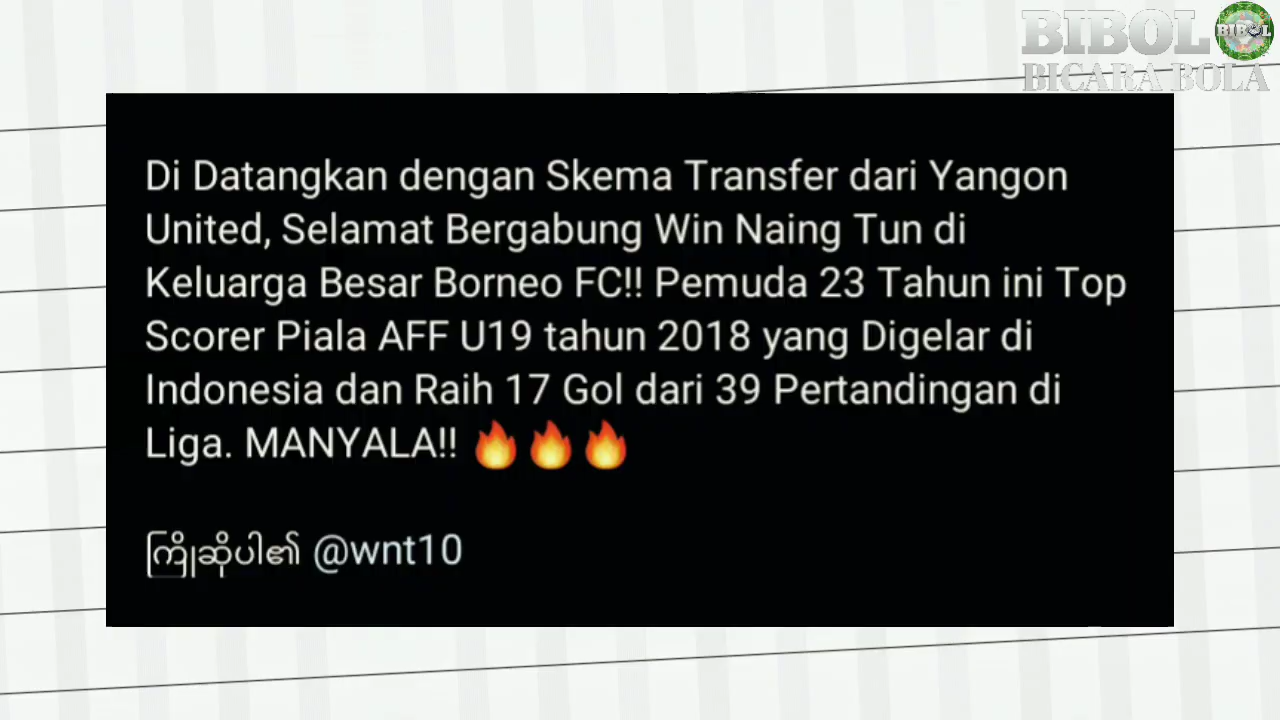 BIBOL
BIBOL
BICARA BOLA
Di Datangkan dengan Skema Transfer dari Yangon
United, Selamat Bergabung Win Naing Tun di
Keluarga Besar Borneo FC!! Pemuda 23 Tahun ini Top
Scorer Piala AFF U19 tahun 2018 yang Digelar di
Indonesia dan Raih 17 Gol dari 39 Pertandingan di
Liga. MANYALA!! 🔥🔥🔥
ကြိုဆိုပါ၏ @wnt10